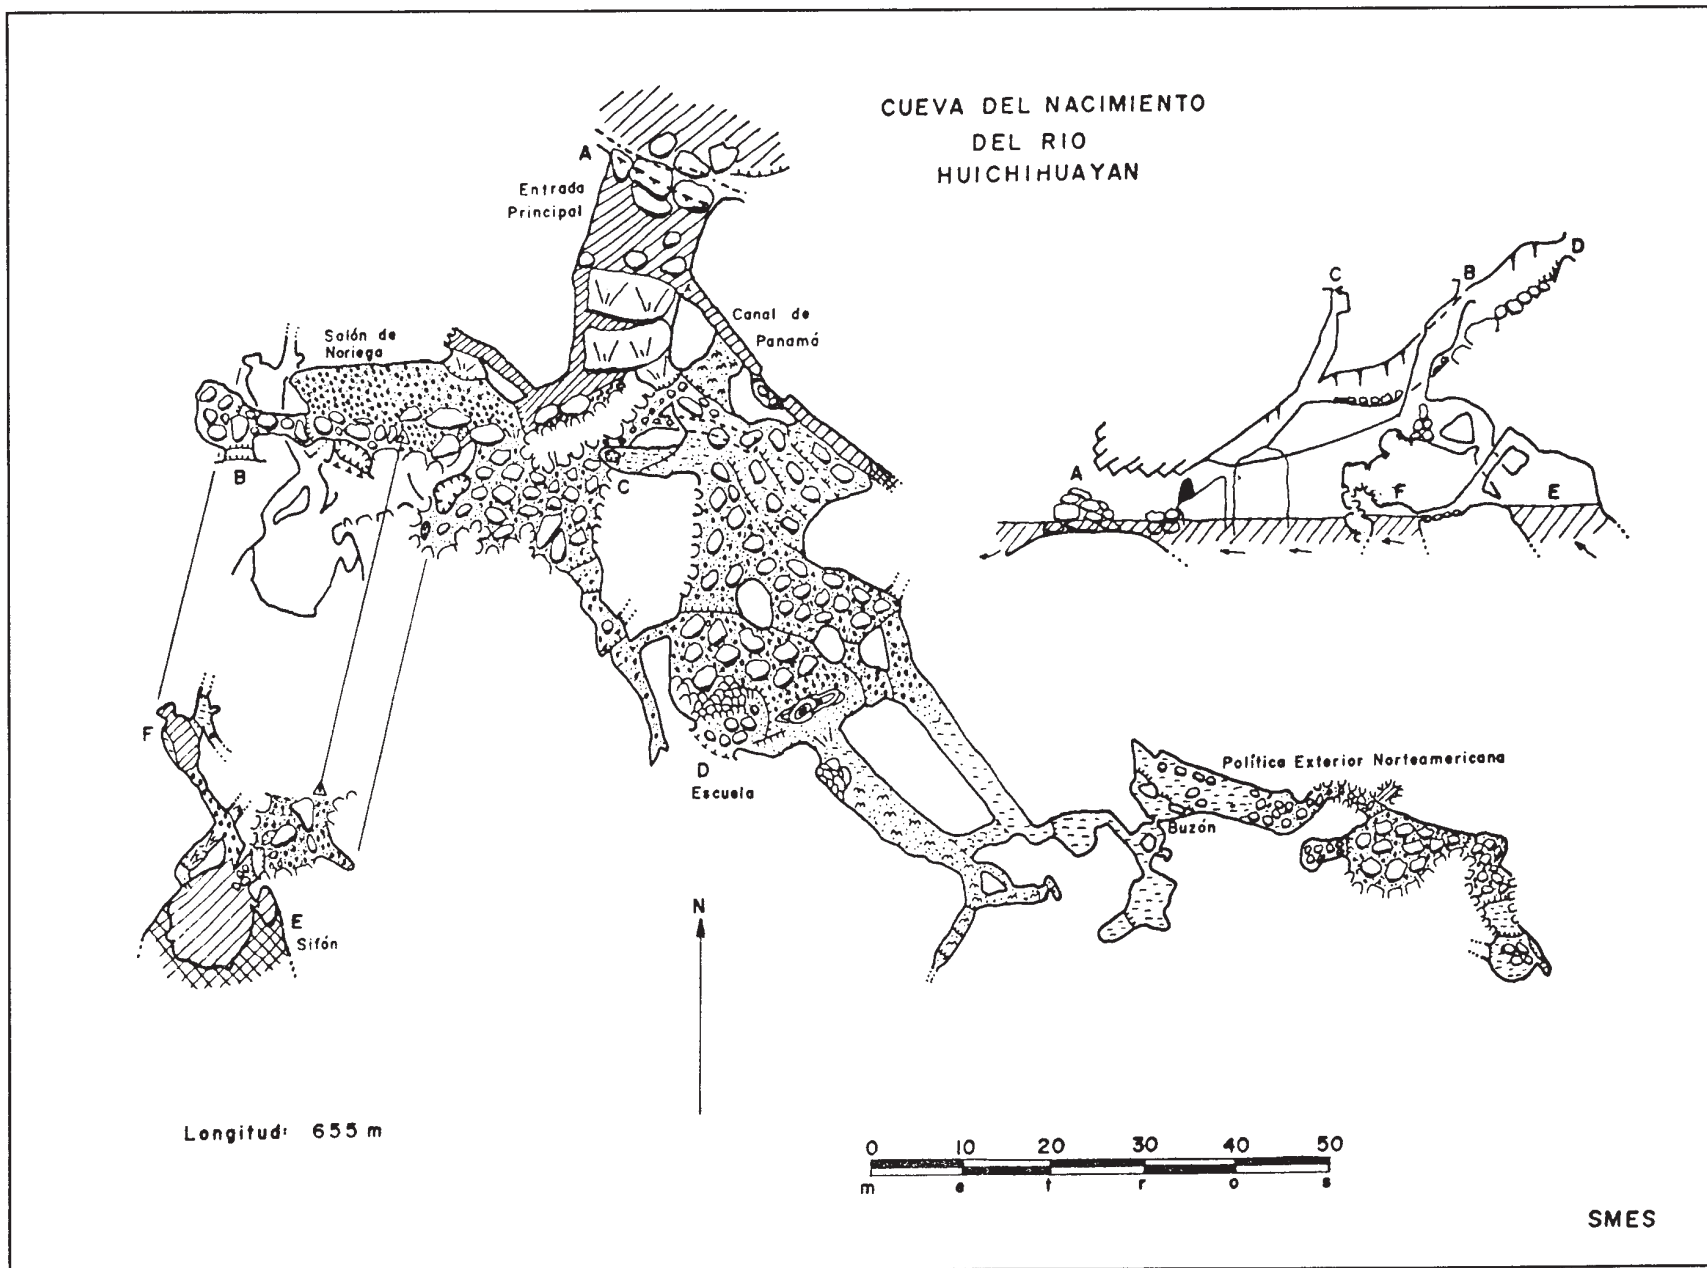 CUEVA DEL NACIMIENTO
DEL RIO
HUICHIHUAYAN
A
Entrada
Principal
Canal de
Panamá
Salón de
Noriega
B
C
D
Escuela
F
E
Sifón
Política Exterior Norteamericana
Buzón
C
B
D
A
F
E
N
Longitud: 655 m
0 10 20 30 40 50
m e t r o s
SMES